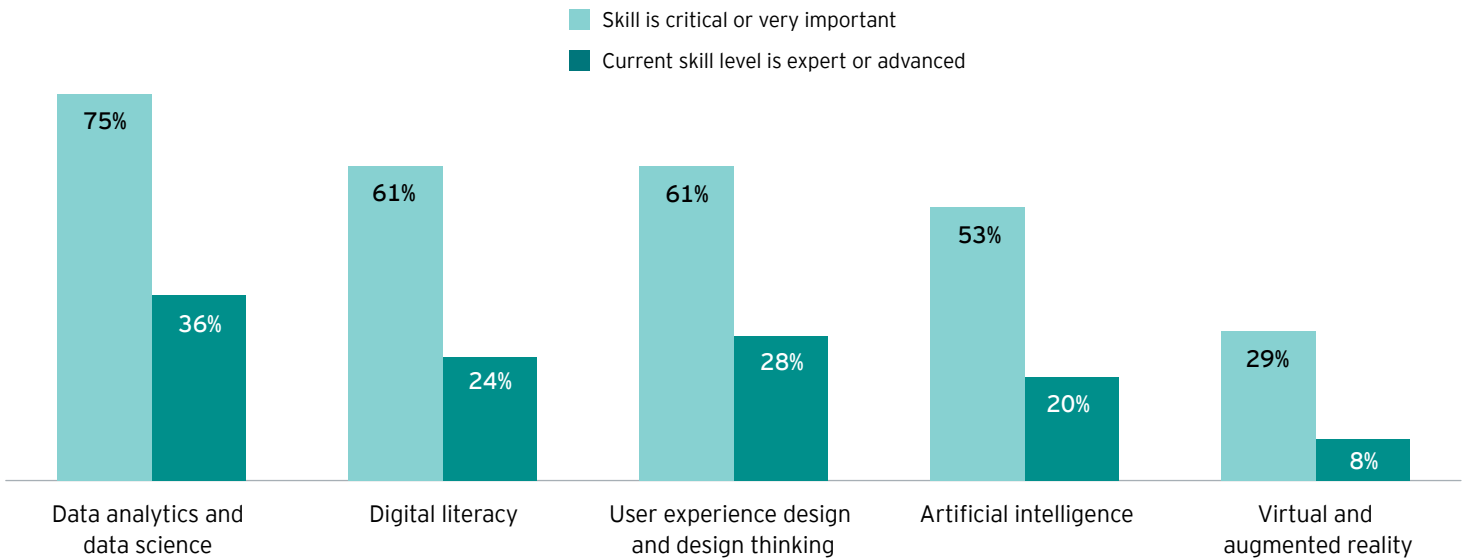 Skill is critical or very important
Current skill level is expert or advanced
75%
36%
61%
24%
61%
28%
53%
20%
29%
8%
Data analytics and
data science
Digital literacy
User experience design
and design thinking
Artificial intelligence
Virtual and
augmented reality